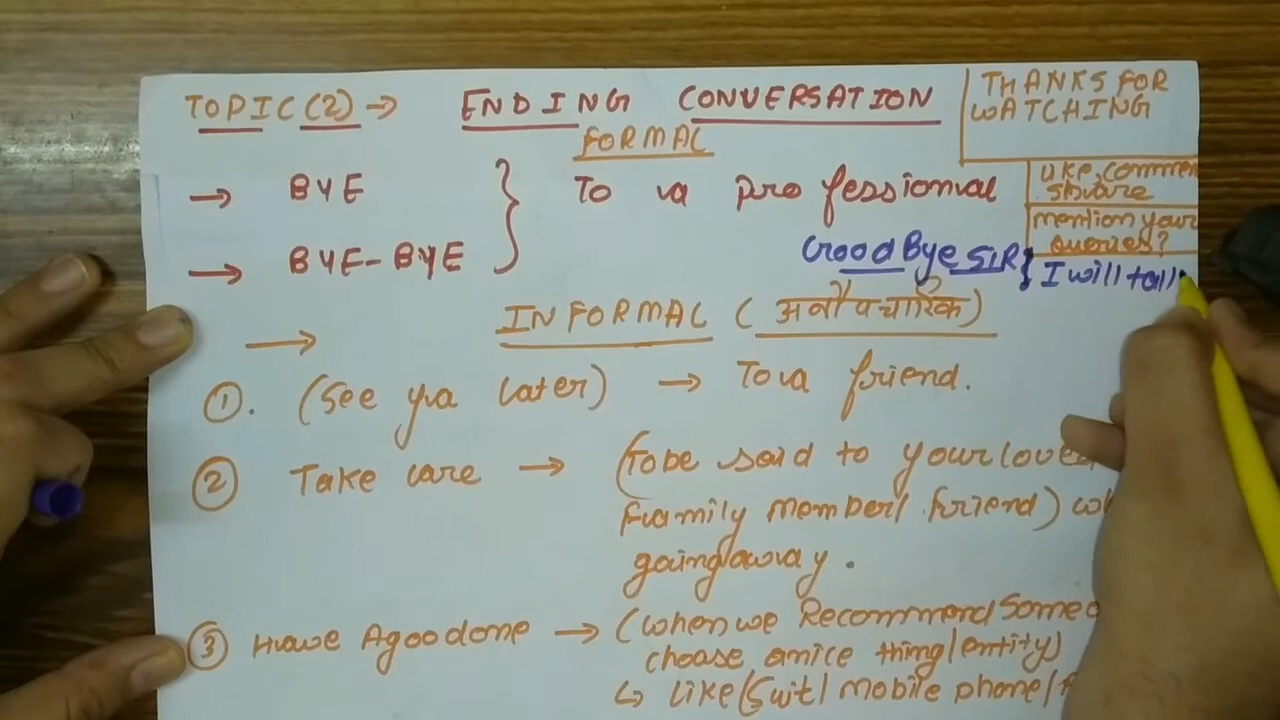 TOPIC(2) → ENDING CONVERSATION
THANKS FOR
WATCHING
FORMAL
→ BYE
→ BYE-BYE
} To a professional
Like, commen
share
mention your
queries?
Good Bye SIR}
I will tal
→ INFORMAL (अनौपचारिक)
①. (See ya later) → To a friend.
② Take care → (To be said to your loved
family member/ friend)
going away.
③ Have A good one → (when we Recommend Someo
choose a nice thing/entity)
↳ Like/Suit/ mobile phone/